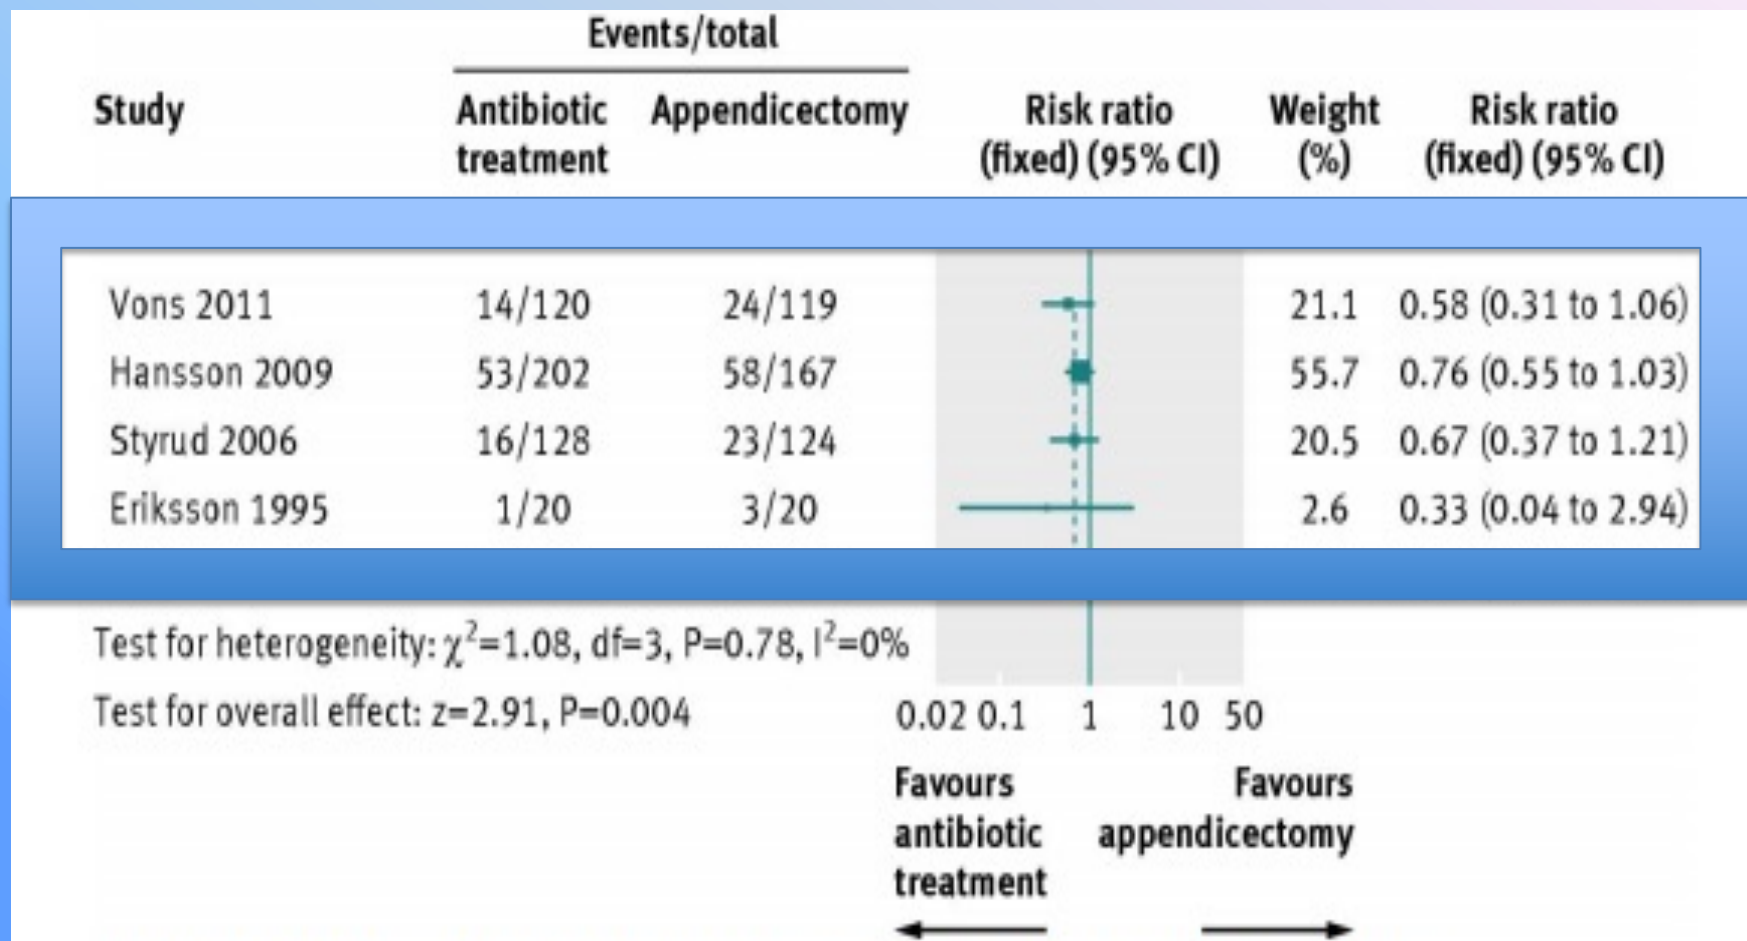 Events/total
Study Antibiotic treatment Appendicectomy Risk ratio (fixed) (95% CI) Weight (%) Risk ratio (fixed) (95% CI)
Vons 2011 14/120 24/119 21.1 0.58 (0.31 to 1.06)
Hansson 2009 53/202 58/167 55.7 0.76 (0.55 to 1.03)
Styrud 2006 16/128 23/124 20.5 0.67 (0.37 to 1.21)
Eriksson 1995 1/20 3/20 2.6 0.33 (0.04 to 2.94)
Test for heterogeneity: χ²=1.08, df=3, P=0.78, I²=0%
Test for overall effect: z=2.91, P=0.004
0.02 0.1 1 10 50
Favours antibiotic treatment
Favours appendicectomy